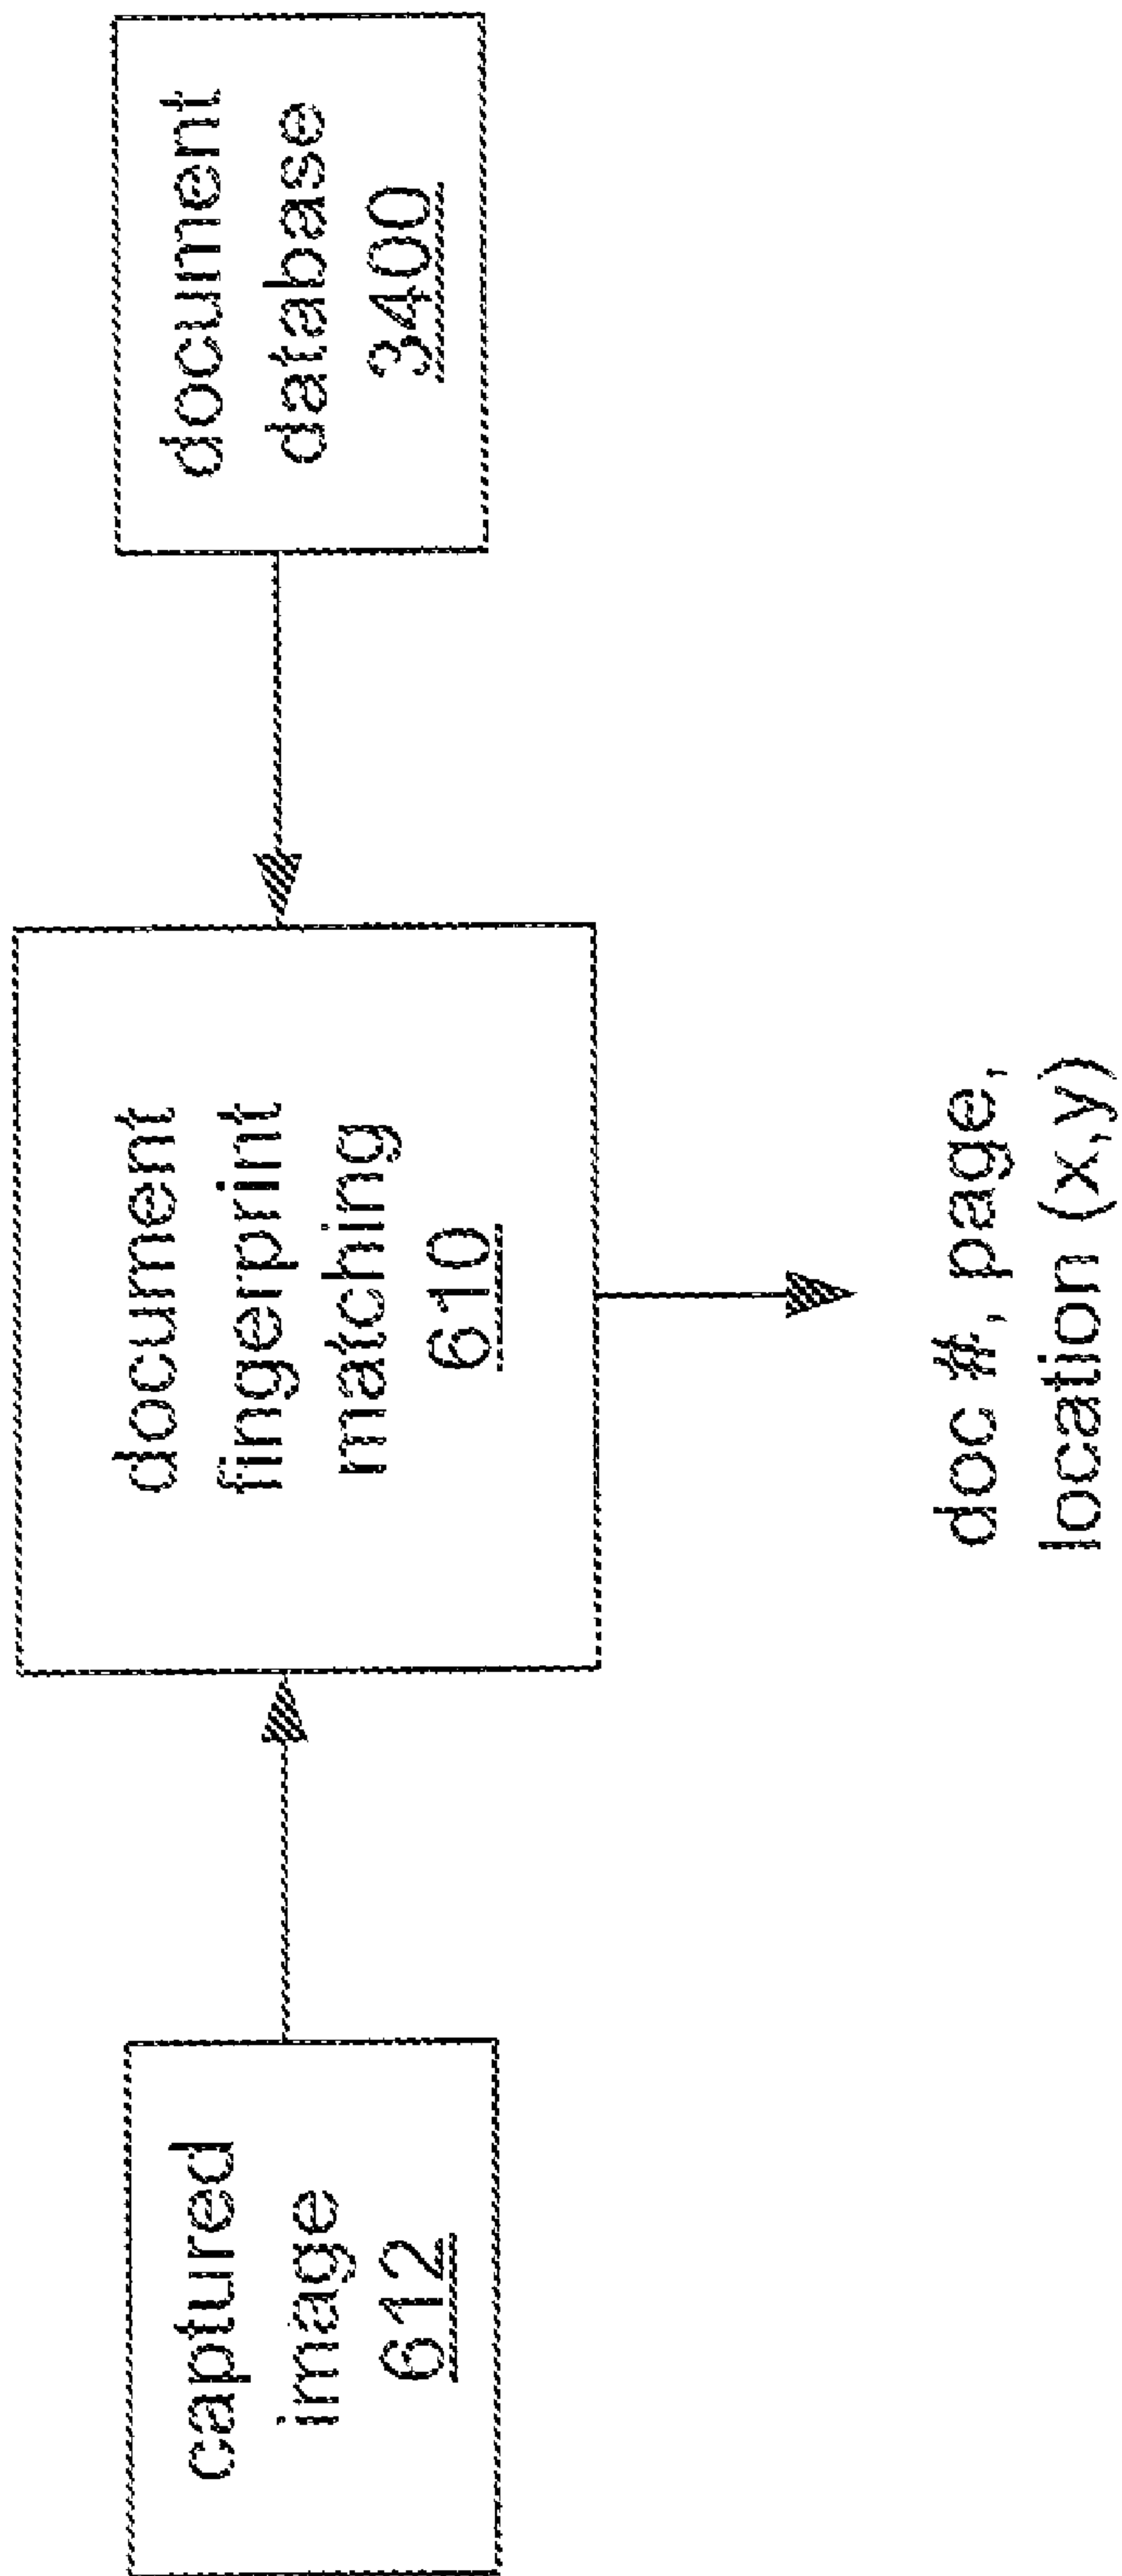 captured
image
612
document
fingerprint
matching
610
document
database
3400
doc #, page,
location (x,y)